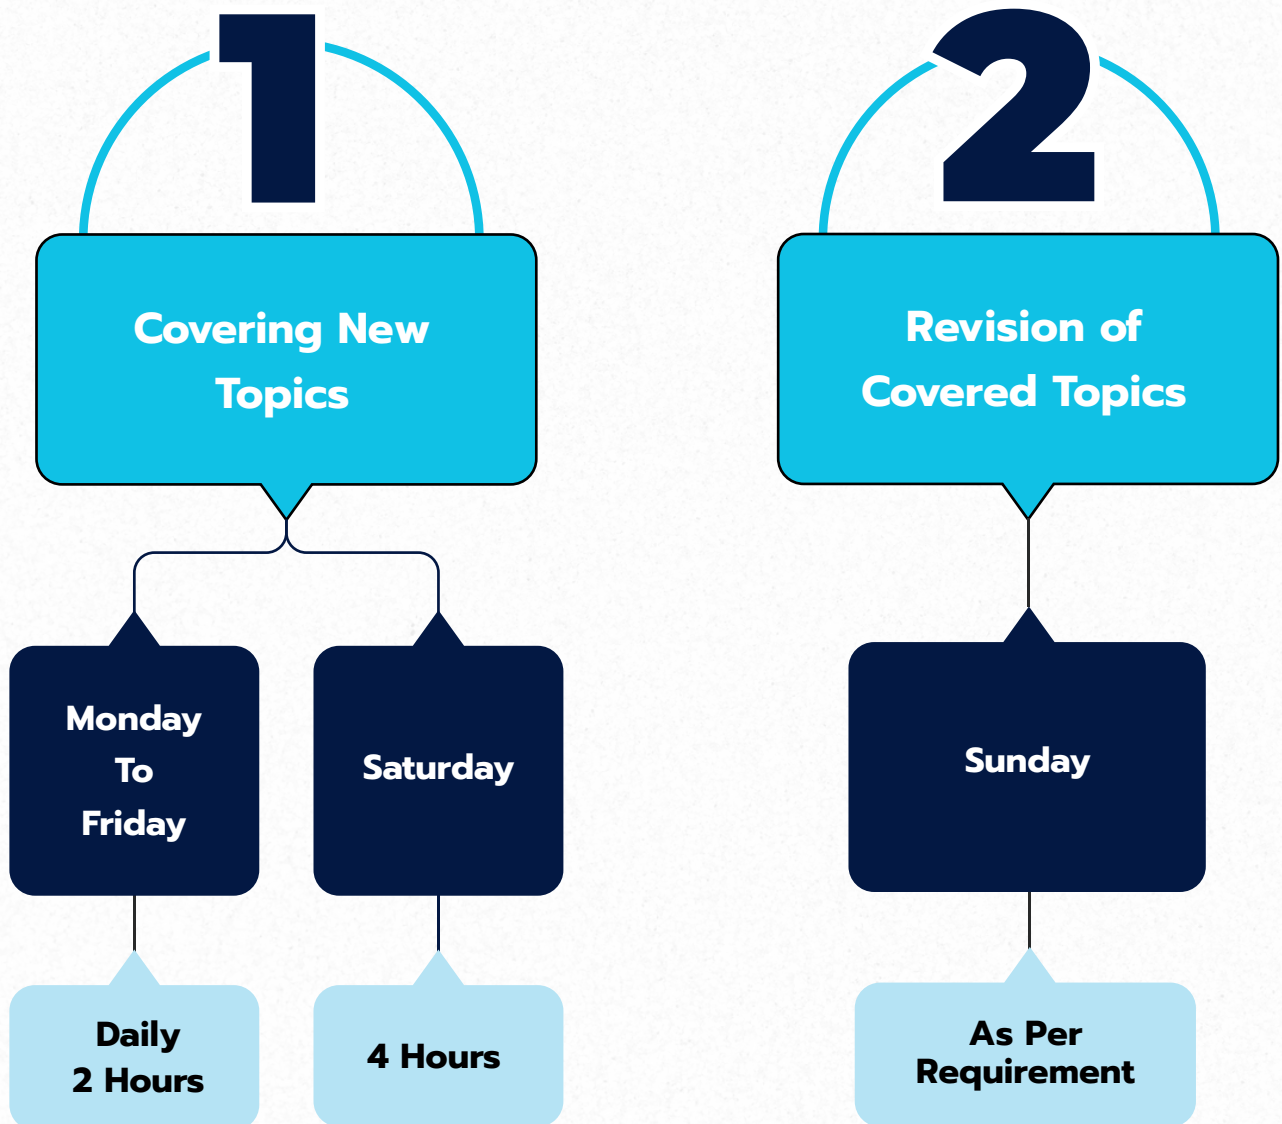 1
Covering New
Topics
Monday
To
Friday
Daily
2 Hours
Saturday
4 Hours
2
Revision of
Covered Topics
Sunday
As Per
Requirement